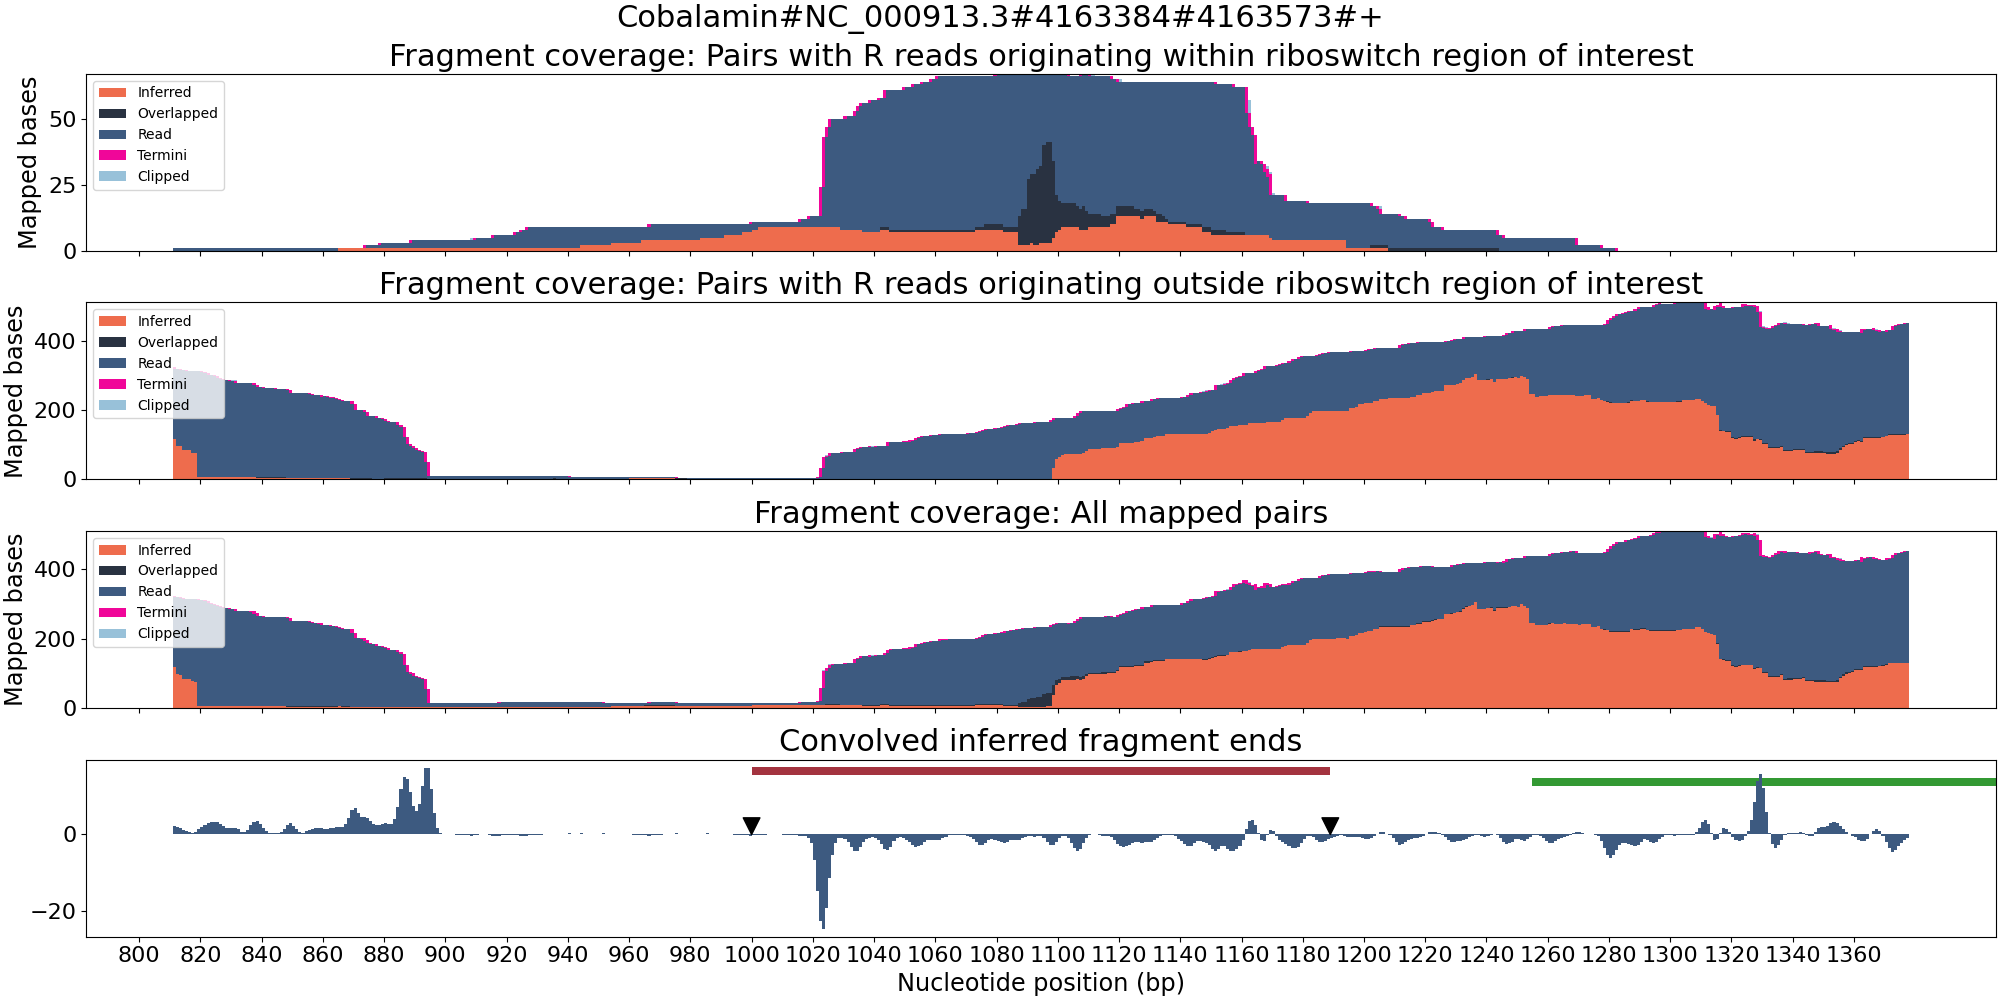 Cobalamin#NC_000913.3#4163384#4163573#+
Fragment coverage: Pairs with R reads originating within riboswitch region of interest
Mapped bases
50
25
0
Inferred
Overlapped
Read
Termini
Clipped
Fragment coverage: Pairs with R reads originating outside riboswitch region of interest
Mapped bases
400
200
0
Inferred
Overlapped
Read
Termini
Clipped
Fragment coverage: All mapped pairs
Mapped bases
400
200
0
Inferred
Overlapped
Read
Termini
Clipped
Convolved inferred fragment ends
0
−20
800 820 840 860 880 900 920 940 960 980 1000 1020 1040 1060 1080 1100 1120 1140 1160 1180 1200 1220 1240 1260 1280 1300 1320 1340 1360
Nucleotide position (bp)